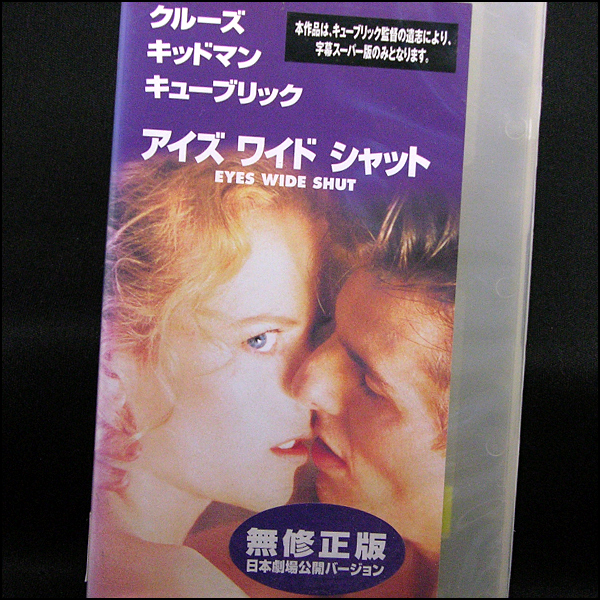 クルーズ
キッドマン
キューブリック
本作品は、キューブリック監督の遺志により、
字幕スーパー版のみとなります。
アイズ ワイド シャット
EYES WIDE SHUT
無修正版
日本劇場公開バージョン